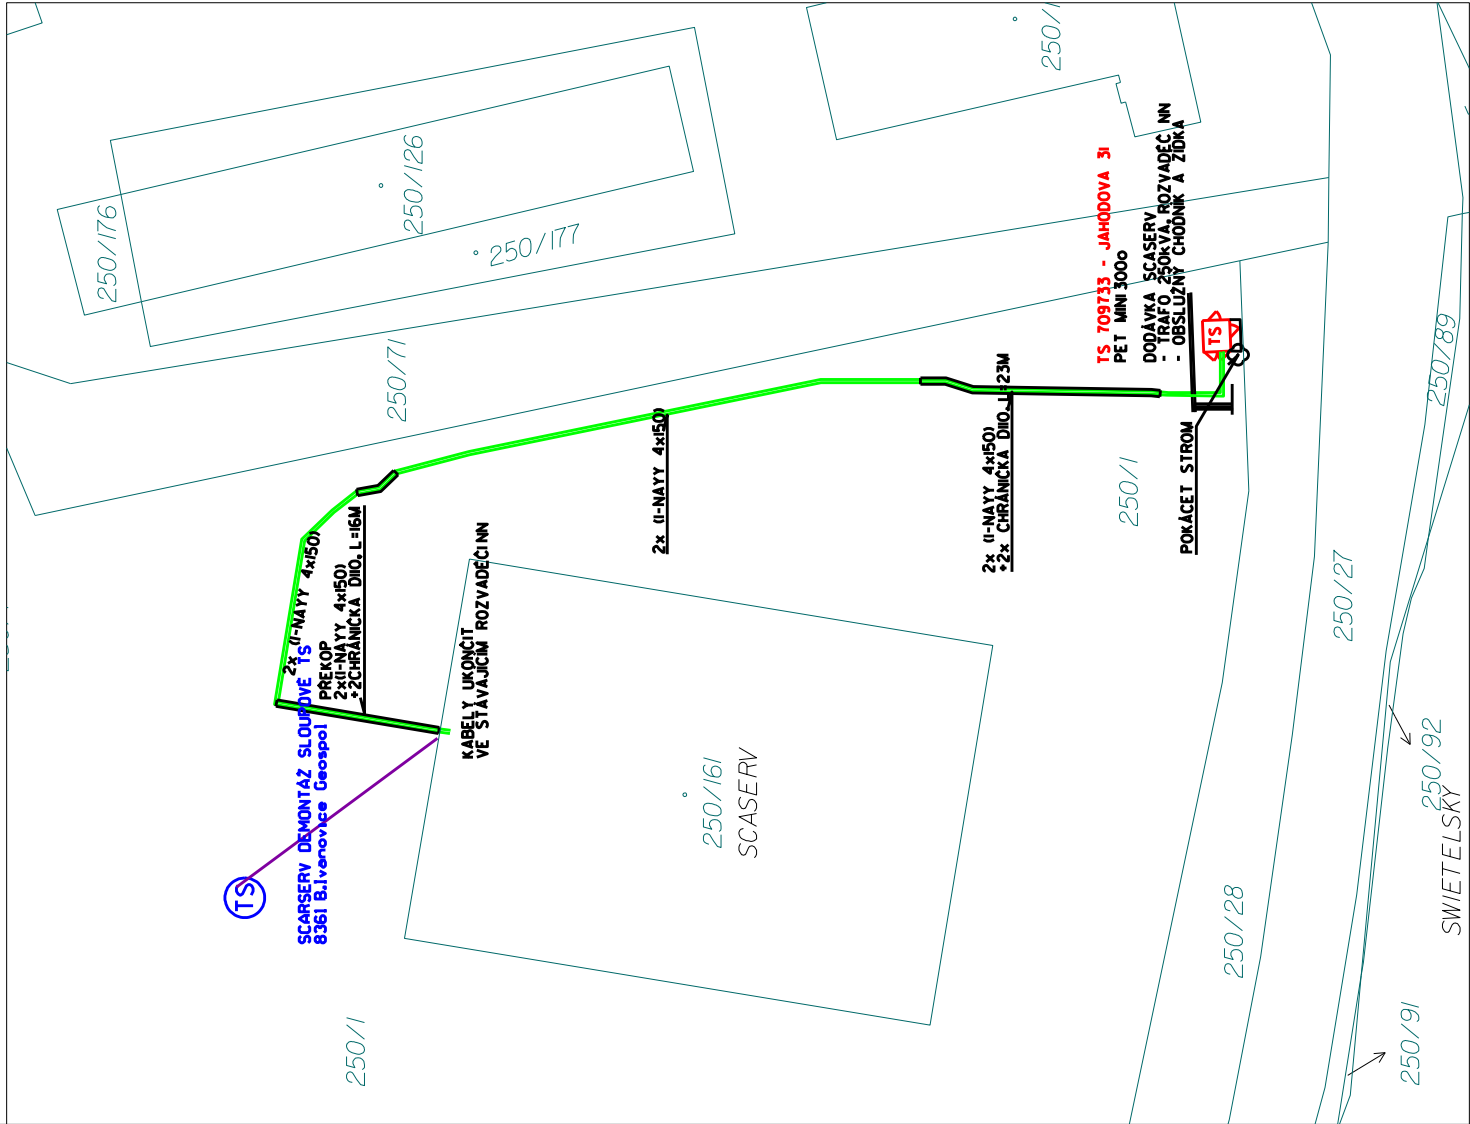 250/176
250/126
250/177
250/71
250/1
TS 709733 - JAHODOVA 31
PET MINI 3000
DODÁVKA SCASERV
- TRAFO 250kVA, ROZVADĚČ NN
- OBSLUŽNÝ CHODNÍK A ZÍDKA
TS
250/89
2x (1-NAYY 4x150)
PŘEKOP
2x(1-NAYY 4x150)
+2CHRÁNIČKA D110, L=16M
2x (1-NAYY 4x150)
2x (1-NAYY 4x150)
+2x CHRÁNIČKA D110, L=23M
250/1
POKÁCET STROM
250/27
KABELY UKONČIT
VE STÁVAJÍCÍM ROZVADĚČI NN
SCARSERV DEMONTÁŽ SLOUPOVÉ TS
8361 B.Ivanovice Geospol
TS
250/161
SCASERV
250/92
SWIETELSKY
250/28
250/1
250/91